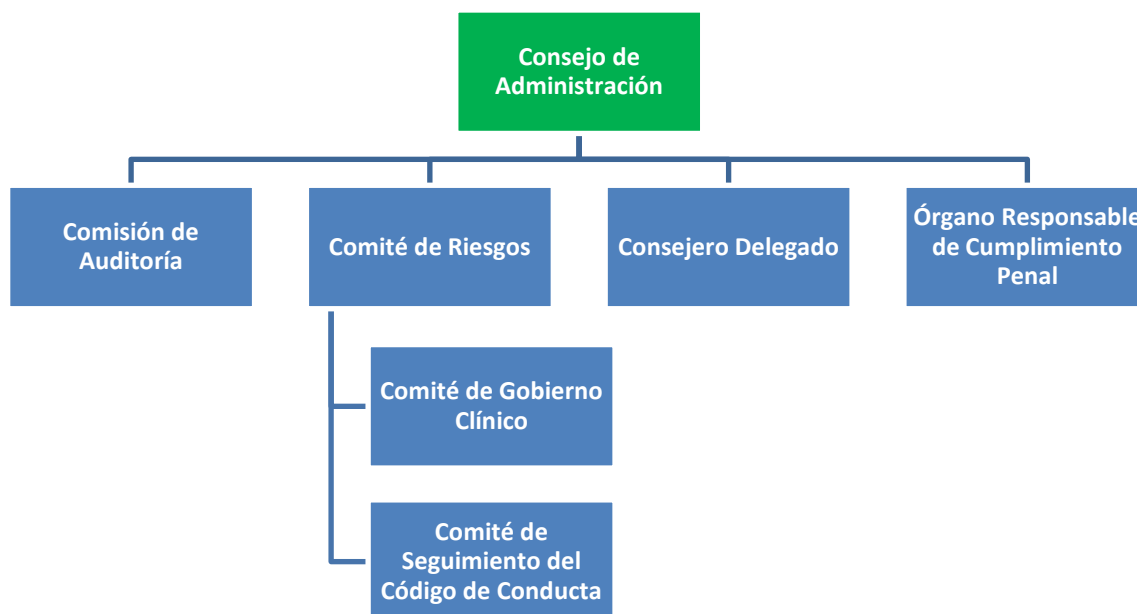 Consejo de
Administración
Comisión de
Auditoría
Comité de Riesgos
Consejero Delegado
Órgano Responsable
de Cumplimiento
Penal
Comité de Gobierno
Clínico
Comité de
Seguimiento del
Código de Conducta